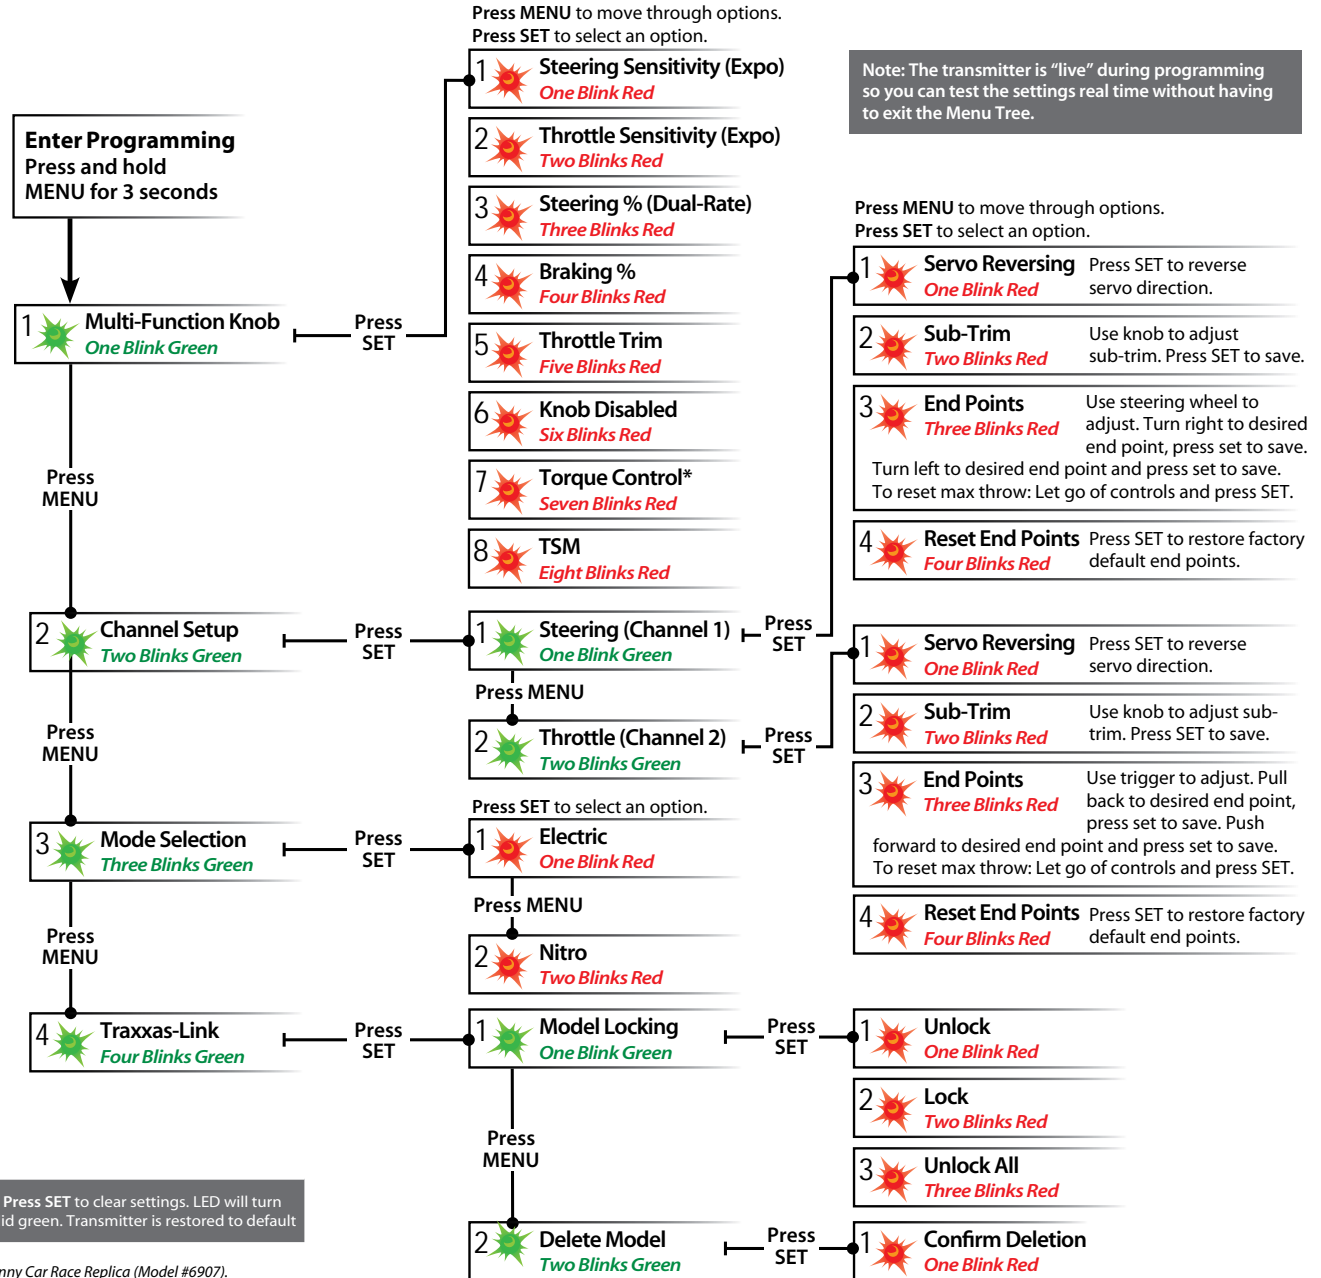 Press MENU to move through options.
Press SET to select an option.
1 Steering Sensitivity (Expo)
One Blink Red
2 Throttle Sensitivity (Expo)
Two Blinks Red
3 Steering % (Dual-Rate)
Three Blinks Red
4 Braking %
Four Blinks Red
5 Throttle Trim
Five Blinks Red
6 Knob Disabled
Six Blinks Red
7 Torque Control*
Seven Blinks Red
8 TSM
Eight Blinks Red
Note: The transmitter is “live” during programming
so you can test the settings real time without having
to exit the Menu Tree.
Enter Programming
Press and hold
MENU for 3 seconds
1 Multi-Function Knob
One Blink Green
Press
SET
Press
MENU
2 Channel Setup
Two Blinks Green
Press
SET
1 Steering (Channel 1)
One Blink Green
Press
SET
Press MENU
2 Throttle (Channel 2)
Two Blinks Green
Press
SET
Press MENU to move through options.
Press SET to select an option.
1 Servo Reversing
One Blink Red
Press SET to reverse
servo direction.
2 Sub-Trim
Two Blinks Red
Use knob to adjust
sub-trim. Press SET to save.
3 End Points
Three Blinks Red
Use steering wheel to
adjust. Turn right to desired
end point, press set to save.
Turn left to desired end point and press set to save.
To reset max throw: Let go of controls and press SET.
4 Reset End Points
Four Blinks Red
Press SET to restore factory
default end points.
1 Servo Reversing
One Blink Red
Press SET to reverse
servo direction.
2 Sub-Trim
Two Blinks Red
Use knob to adjust sub-
trim. Press SET to save.
3 End Points
Three Blinks Red
Use trigger to adjust. Pull
back to desired end point,
press set to save. Push
forward to desired end point and press set to save.
To reset max throw: Let go of controls and press SET.
4 Reset End Points
Four Blinks Red
Press SET to restore factory
default end points.
Press
MENU
3 Mode Selection
Three Blinks Green
Press
SET
Press SET to select an option.
1 Electric
One Blink Red
Press MENU
2 Nitro
Two Blinks Red
Press
MENU
4 Traxxas-Link
Four Blinks Green
Press
SET
1 Model Locking
One Blink Green
Press
SET
1 Unlock
One Blink Red
2 Lock
Two Blinks Red
3 Unlock All
Three Blinks Red
Press
MENU
2 Delete Model
Two Blinks Green
Press
SET
1 Confirm Deletion
One Blink Red
Press SET to clear settings. LED will turn
id green. Transmitter is restored to default
nny Car Race Replica (Model #6907).